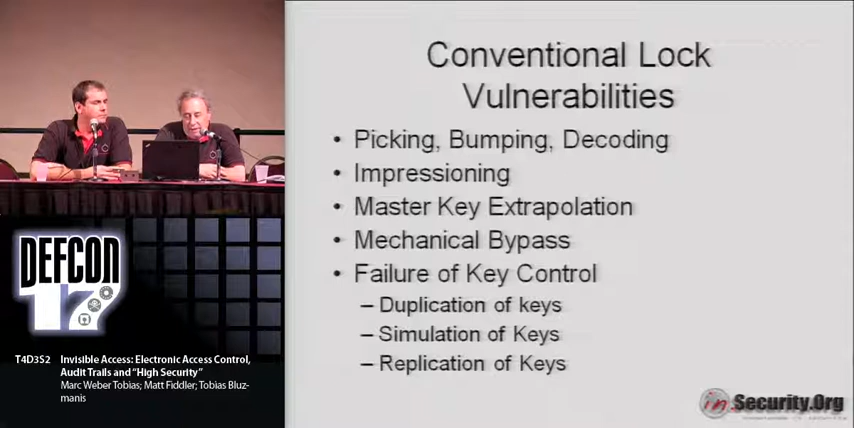 Conventional Lock
Vulnerabilities
• Picking, Bumping, Decoding
• Impressioning
• Master Key Extrapolation
• Mechanical Bypass
• Failure of Key Control
– Duplication of keys
– Simulation of Keys
– Replication of Keys
DEFCON
17
T4D3S2 Invisible Access: Electronic Access Control,
Audit Trails and "High Security"
Marc Weber Tobias; Matt Fiddler; Tobias Bluz-
manis
in.Security.Org